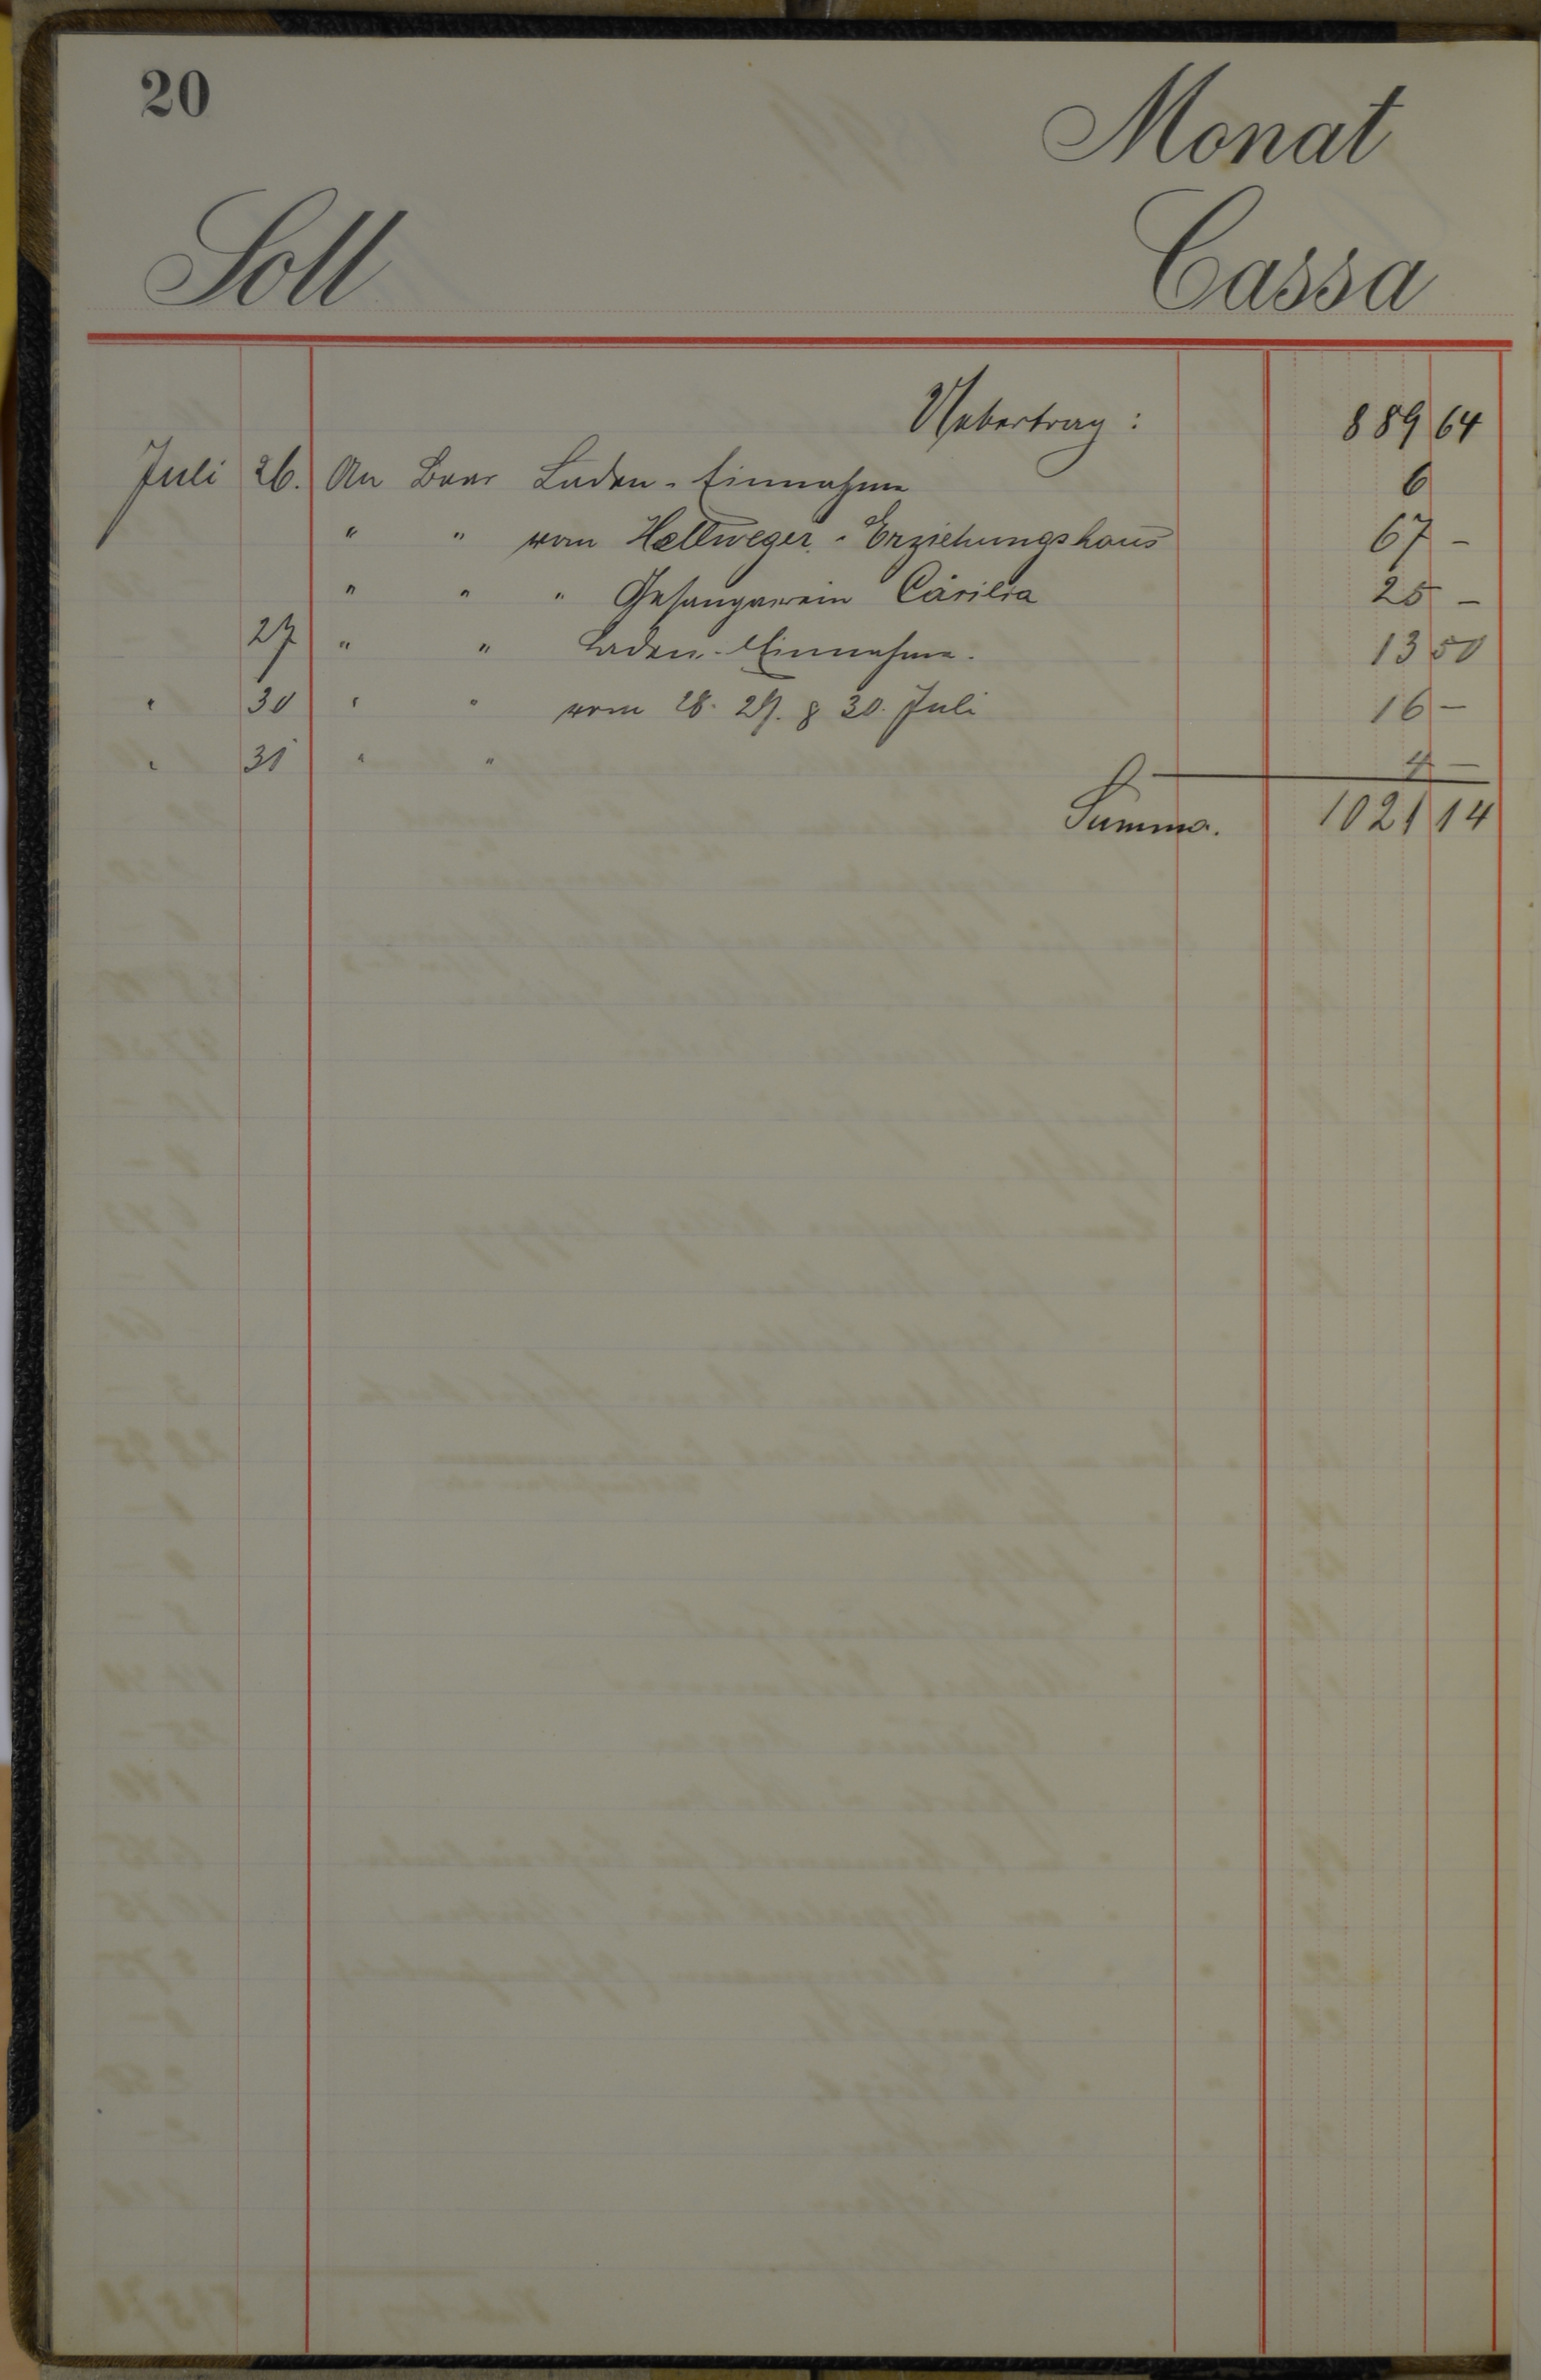 20
Monat
Soll
Cassa
Uebertrag: 889 64
Juli 26. An Baar Laden-Einnahme 6
" " vom Hellweger-Erziehungshaus 67 -
" " " Gesangverein Cäcilia 25 -
27 " " Laden-Einnahme. 13 50
" 30 " " vom 28. 29. & 30. Juli 16 -
" 31 " " 4 -
Summa. 1021 14